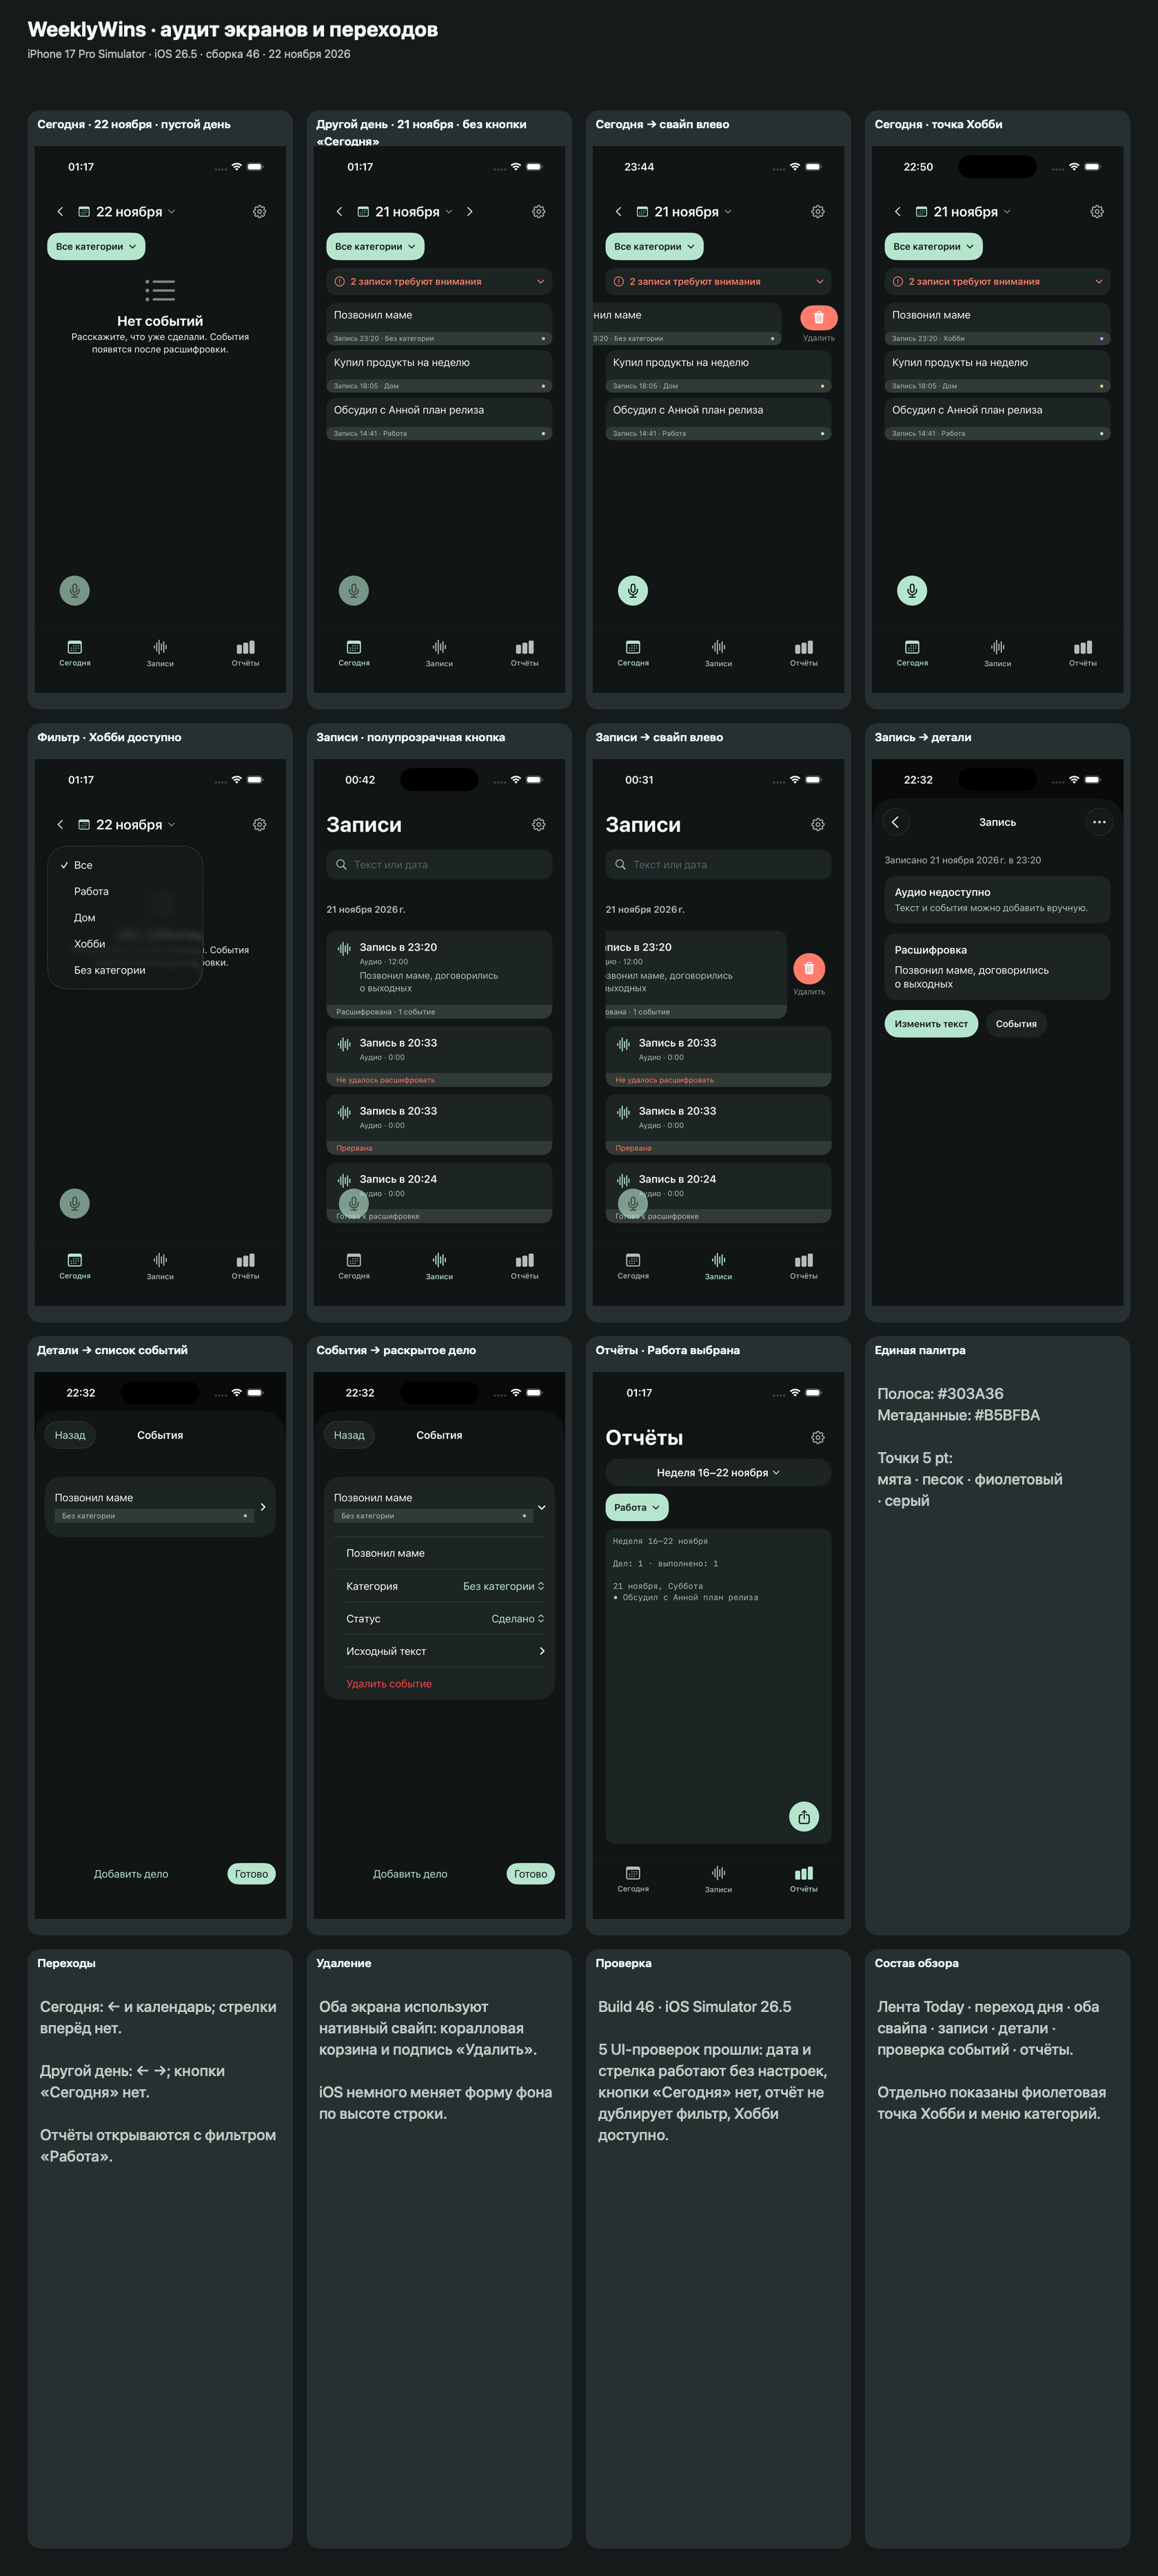 WeeklyWins · аудит экранов и переходов
iPhone 17 Pro Simulator · iOS 26.5 · сборка 46 · 22 ноября 2026
Сегодня · 22 ноября · пустой день
01:17
22 ноября
Все категории
Нет событий
Расскажите, что уже сделали. События
появятся после расшифровки.
Сегодня
Записи
Отчёты
Другой день · 21 ноября · без кнопки
«Сегодня»
01:17
21 ноября
Все категории
2 записи требуют внимания
Позвонил маме
Запись 23:20 · Без категории
Купил продукты на неделю
Запись 18:05 · Дом
Обсудил с Анной план релиза
Запись 14:41 · Работа
Сегодня
Записи
Отчёты
Сегодня → свайп влево
23:44
21 ноября
Все категории
2 записи требуют внимания
нил маме
3:20 · Без категории
Удалить
Купил продукты на неделю
Запись 18:05 · Дом
Обсудил с Анной план релиза
Запись 14:41 · Работа
Сегодня
Записи
Отчёты
Сегодня · точка Хобби
22:50
21 ноября
Все категории
2 записи требуют внимания
Позвонил маме
Запись 23:20 · Хобби
Купил продукты на неделю
Запись 18:05 · Дом
Обсудил с Анной план релиза
Запись 14:41 · Работа
Сегодня
Записи
Отчёты
Фильтр · Хобби доступно
01:17
22 ноября
✓ Все
Работа
Дом
Хобби
Без категории
. События
ровки.
Сегодня
Записи
Отчёты
Записи · полупрозрачная кнопка
00:42
Записи
Текст или дата
21 ноября 2026 г.
Запись в 23:20
Аудио · 12:00
Позвонил маме, договорились
о выходных
Расшифрована · 1 событие
Запись в 20:33
Аудио · 0:00
Не удалось расшифровать
Запись в 20:33
Аудио · 0:00
Прервана
Запись в 20:24
Аудио · 0:00
Готова к расшифровке
Сегодня
Записи
Отчёты
Записи → свайп влево
00:31
Записи
Текст или дата
21 ноября 2026 г.
апись в 23:20
дио · 12:00
озвонил маме, договорились
выходных
ована · 1 событие
Удалить
Запись в 20:33
Аудио · 0:00
Не удалось расшифровать
Запись в 20:33
Аудио · 0:00
Прервана
Запись в 20:24
Аудио · 0:00
Готова к расшифровке
Сегодня
Записи
Отчёты
Запись → детали
22:32
Запись
Записано 21 ноября 2026 г. в 23:20
Аудио недоступно
Текст и события можно добавить вручную.
Расшифровка
Позвонил маме, договорились
о выходных
Изменить текст
События
Детали → список событий
22:32
Назад
События
Позвонил маме
Без категории
Добавить дело
Готово
События → раскрытое дело
22:32
Назад
События
Позвонил маме
Без категории
Позвонил маме
Категория Без категории
Статус Сделано
Исходный текст
Удалить событие
Добавить дело
Готово
Отчёты · Работа выбрана
01:17
Отчёты
Неделя 16–22 ноября
Работа
Неделя 16–22 ноября
Дел: 1 · выполнено: 1
21 ноября, Суббота
• Обсудил с Анной план релиза
Сегодня
Записи
Отчёты
Единая палитра
Полоса: #303A36
Метаданные: #B5BFBA
Точки 5 pt:
мята · песок · фиолетовый
· серый
Переходы
Сегодня: ← и календарь; стрелки
вперёд нет.
Другой день: ← →; кнопки
«Сегодня» нет.
Отчёты открываются с фильтром
«Работа».
Удаление
Оба экрана используют
нативный свайп: коралловая
корзина и подпись «Удалить».
iOS немного меняет форму фона
по высоте строки.
Проверка
Build 46 · iOS Simulator 26.5
5 UI-проверок прошли: дата и
стрелка работают без настроек,
кнопки «Сегодня» нет, отчёт не
дублирует фильтр, Хобби
доступно.
Состав обзора
Лента Today · переход дня · оба
свайпа · записи · детали ·
проверка событий · отчёты.
Отдельно показаны фиолетовая
точка Хобби и меню категорий.